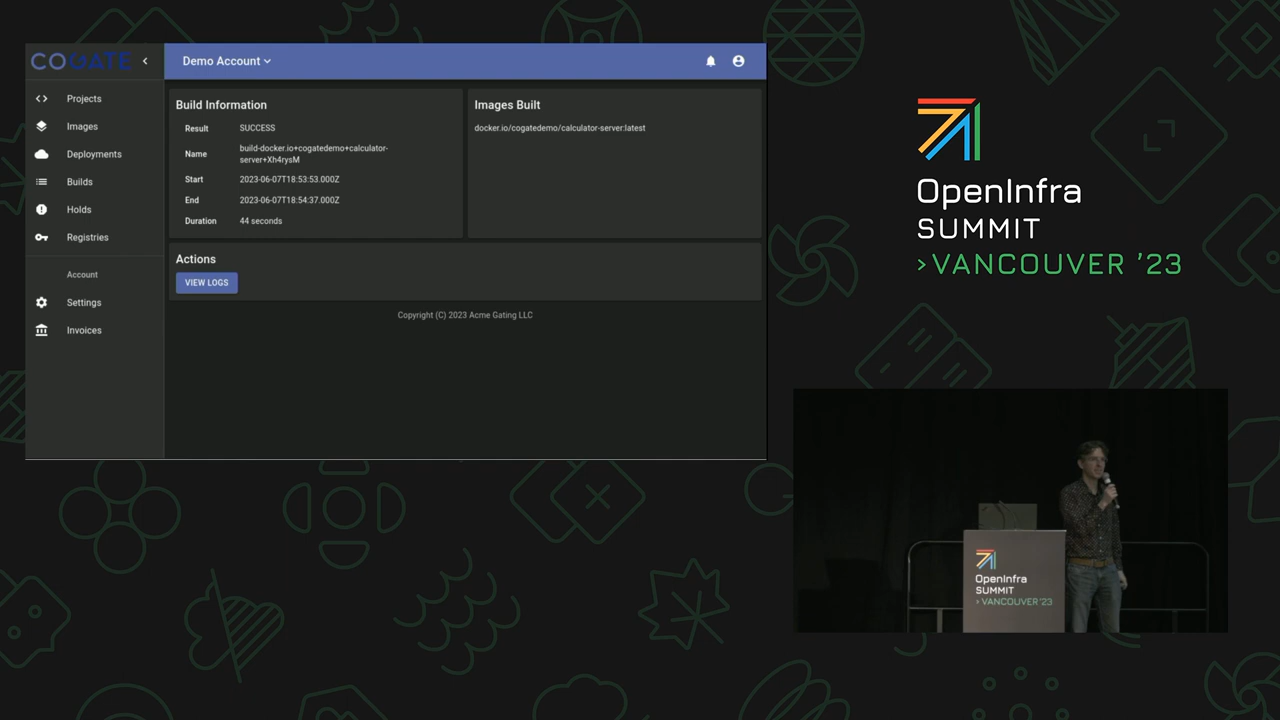 COGATE
Demo Account
Projects
Images
Deployments
Builds
Holds
Registries
Account
Settings
Invoices
Build Information
Result SUCCESS
Name build-docker.io+cogatedemo+calculator-
server+Xh4rysM
Start 2023-06-07T18:53:53.000Z
End 2023-06-07T18:54:37.000Z
Duration 44 seconds
Images Built
docker.io/cogatedemo/calculator-server:latest
Actions
VIEW LOGS
Copyright (C) 2023 Acme Gating LLC
OpenInfra
SUMMIT
>VANCOUVER '23
OpenInfra
SUMMIT
> VANCOUVER '23